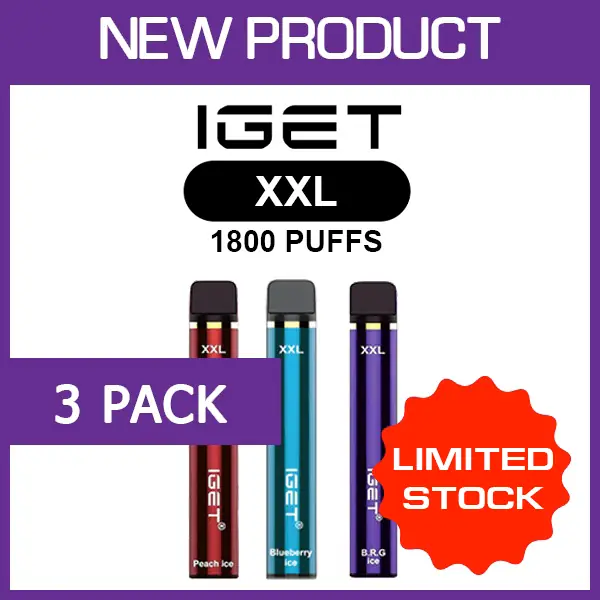 NEW PRODUCT
IGET
XXL
1800 PUFFS
XXL
XXL
XXL
3 PACK
LIMITED
STOCK
IGET®
IGET®
IGET®
Peach ice
Blueberry
ice
B.R.G
ice